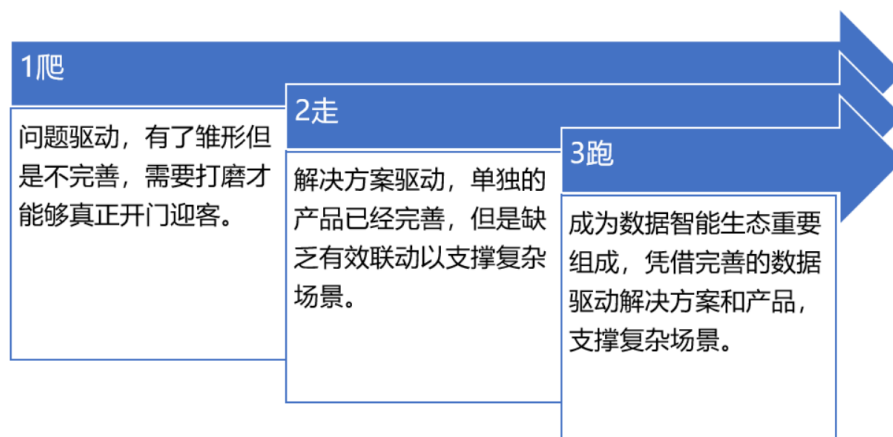 1爬
问题驱动，有了雏形但
是不完善，需要打磨才
能够真正开门迎客。
2走
解决方案驱动，单独的
产品已经完善，但是缺
乏有效联动以支撑复杂
场景。
3跑
成为数据智能生态重要
组成，凭借完善的数据
驱动解决方案和产品，
支撑复杂场景。